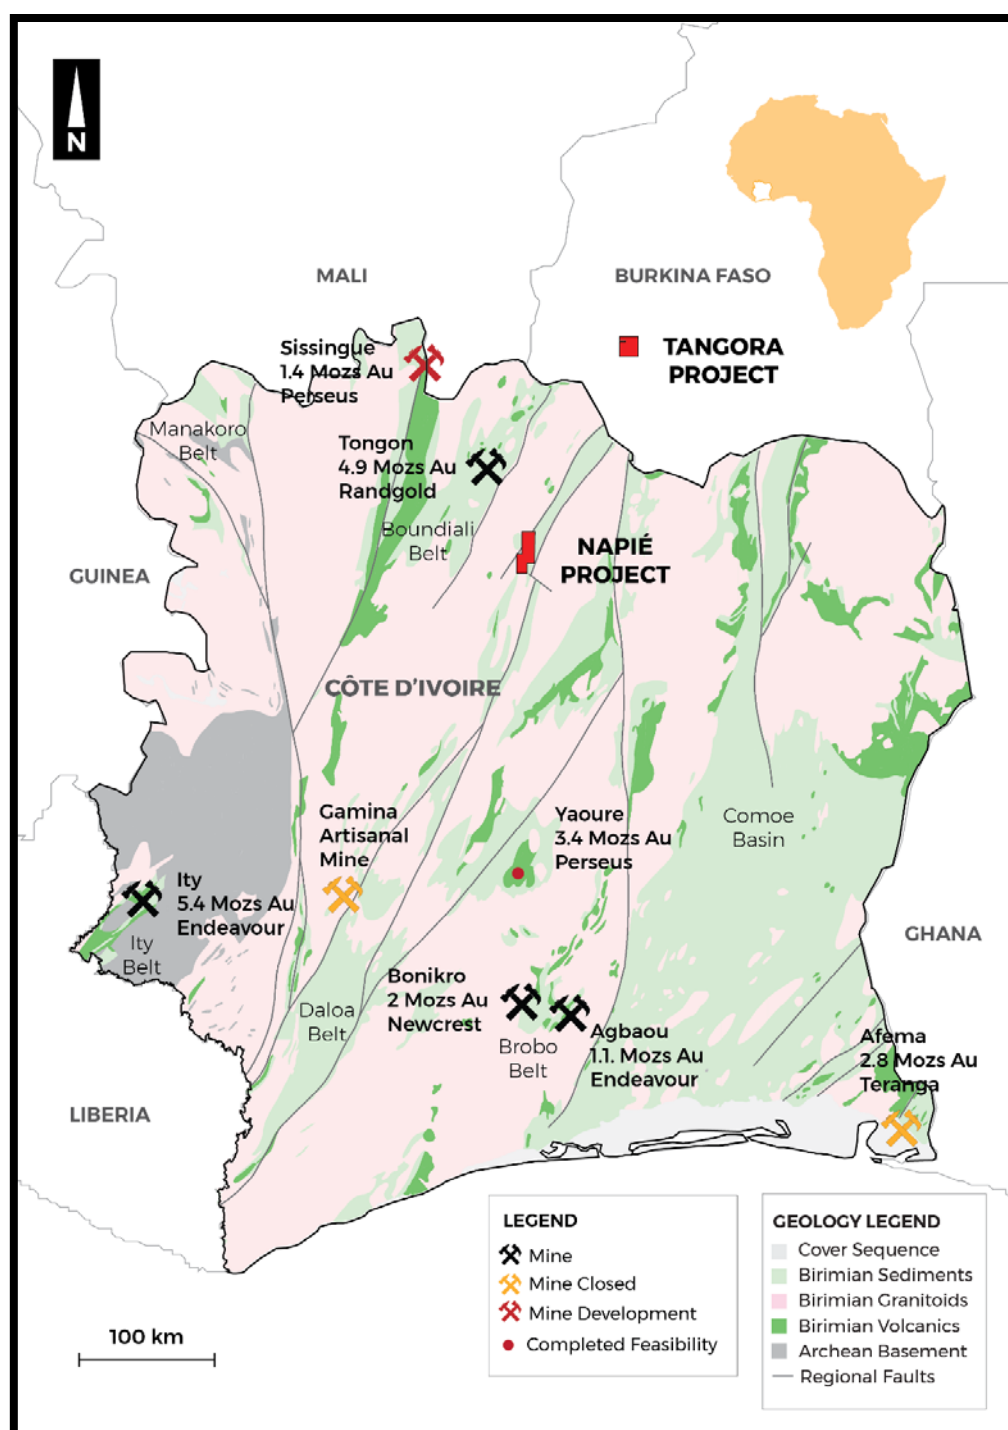 N
MALI
BURKINA FASO
TANGORA
PROJECT
Sissingue
1.4 Mozs Au
Perseus
Manakoro
Belt
Tongon
4.9 Mozs Au
Randgold
Boundiali
Belt
NAPIÉ
PROJECT
GUINEA
CÔTE D'IVOIRE
Gamina
Artisanal
Mine
Yaoure
3.4 Mozs Au
Perseus
Comoe
Basin
Ity
5.4 Mozs Au
Endeavour
Ity
Belt
GHANA
Bonikro
2 Mozs Au
Newcrest
Daloa
Belt
Brobo
Belt
Agbaou
1.1. Mozs Au
Endeavour
Afema
2.8 Mozs Au
Teranga
LIBERIA
LEGEND
Mine
Mine Closed
Mine Development
Completed Feasibility
GEOLOGY LEGEND
Cover Sequence
Birimian Sediments
Birimian Granitoids
Birimian Volcanics
Archean Basement
Regional Faults
100 km